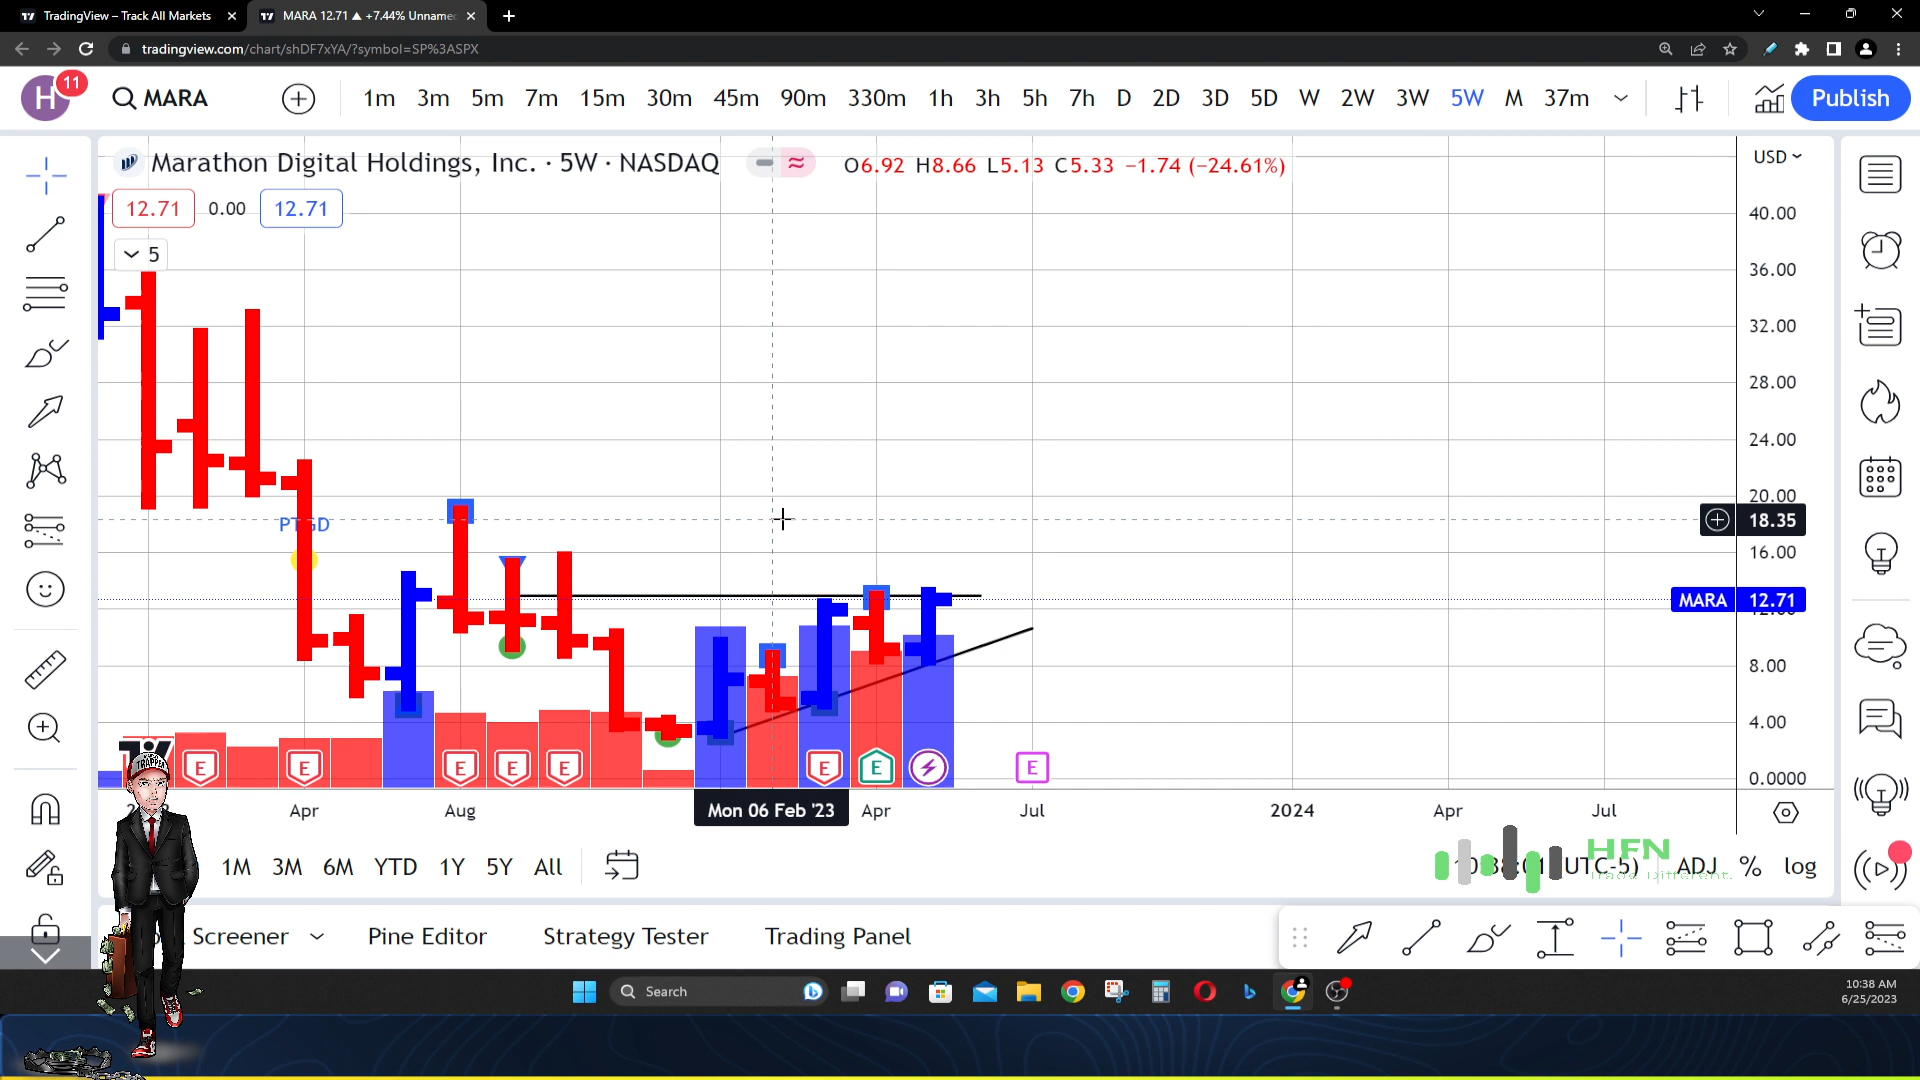 TradingView – Track All Markets
MARA 12.71 ▲ +7.44% Unname
tradingview.com/chart/shDF7xYA/?symbol=SP%3ASPX
H
11
MARA
1m 3m 5m 7m 15m 30m 45m 90m 330m 1h 3h 5h 7h D 2D 3D 5D W 2W 3W 5W M 37m
Publish
Marathon Digital Holdings, Inc. · 5W · NASDAQ
O6.92 H8.66 L5.13 C5.33 −1.74 (−24.61%)
USD
12.71 0.00 12.71
5
40.00
36.00
32.00
28.00
24.00
20.00
18.35
16.00
MARA 12.71
8.00
4.00
0.0000
E E E E E E E E
TRAPPER
Apr Aug Mon 06 Feb '23 Apr Jul 2024 Apr Jul
1M 3M 6M YTD 1Y 5Y All
(UTC-5) ADJ % log
HFN
Trade Different.
Screener Pine Editor Strategy Tester Trading Panel
Search
10:38 AM
6/25/2023